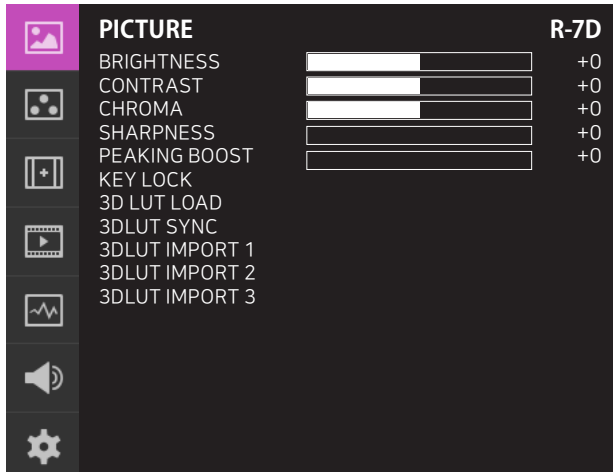 PICTURE R-7D
BRIGHTNESS +0
CONTRAST +0
CHROMA +0
SHARPNESS +0
PEAKING BOOST +0
KEY LOCK
3D LUT LOAD
3DLUT SYNC
3DLUT IMPORT 1
3DLUT IMPORT 2
3DLUT IMPORT 3